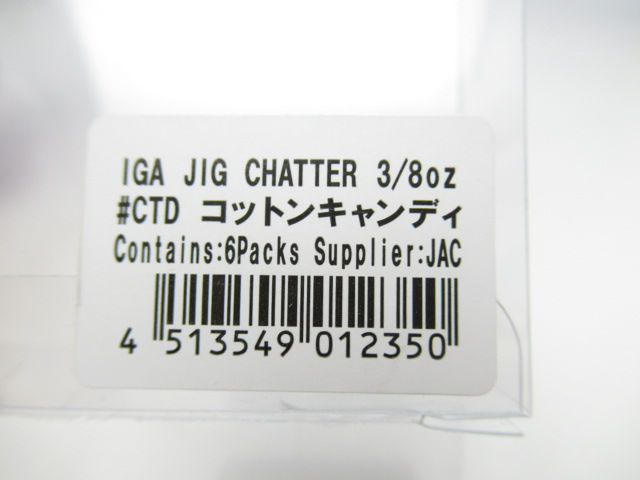 IGA JIG CHATTER 3/8oz
#CTD コットンキャンディ
Contains:6Packs Supplier:JAC
4 513549 012350